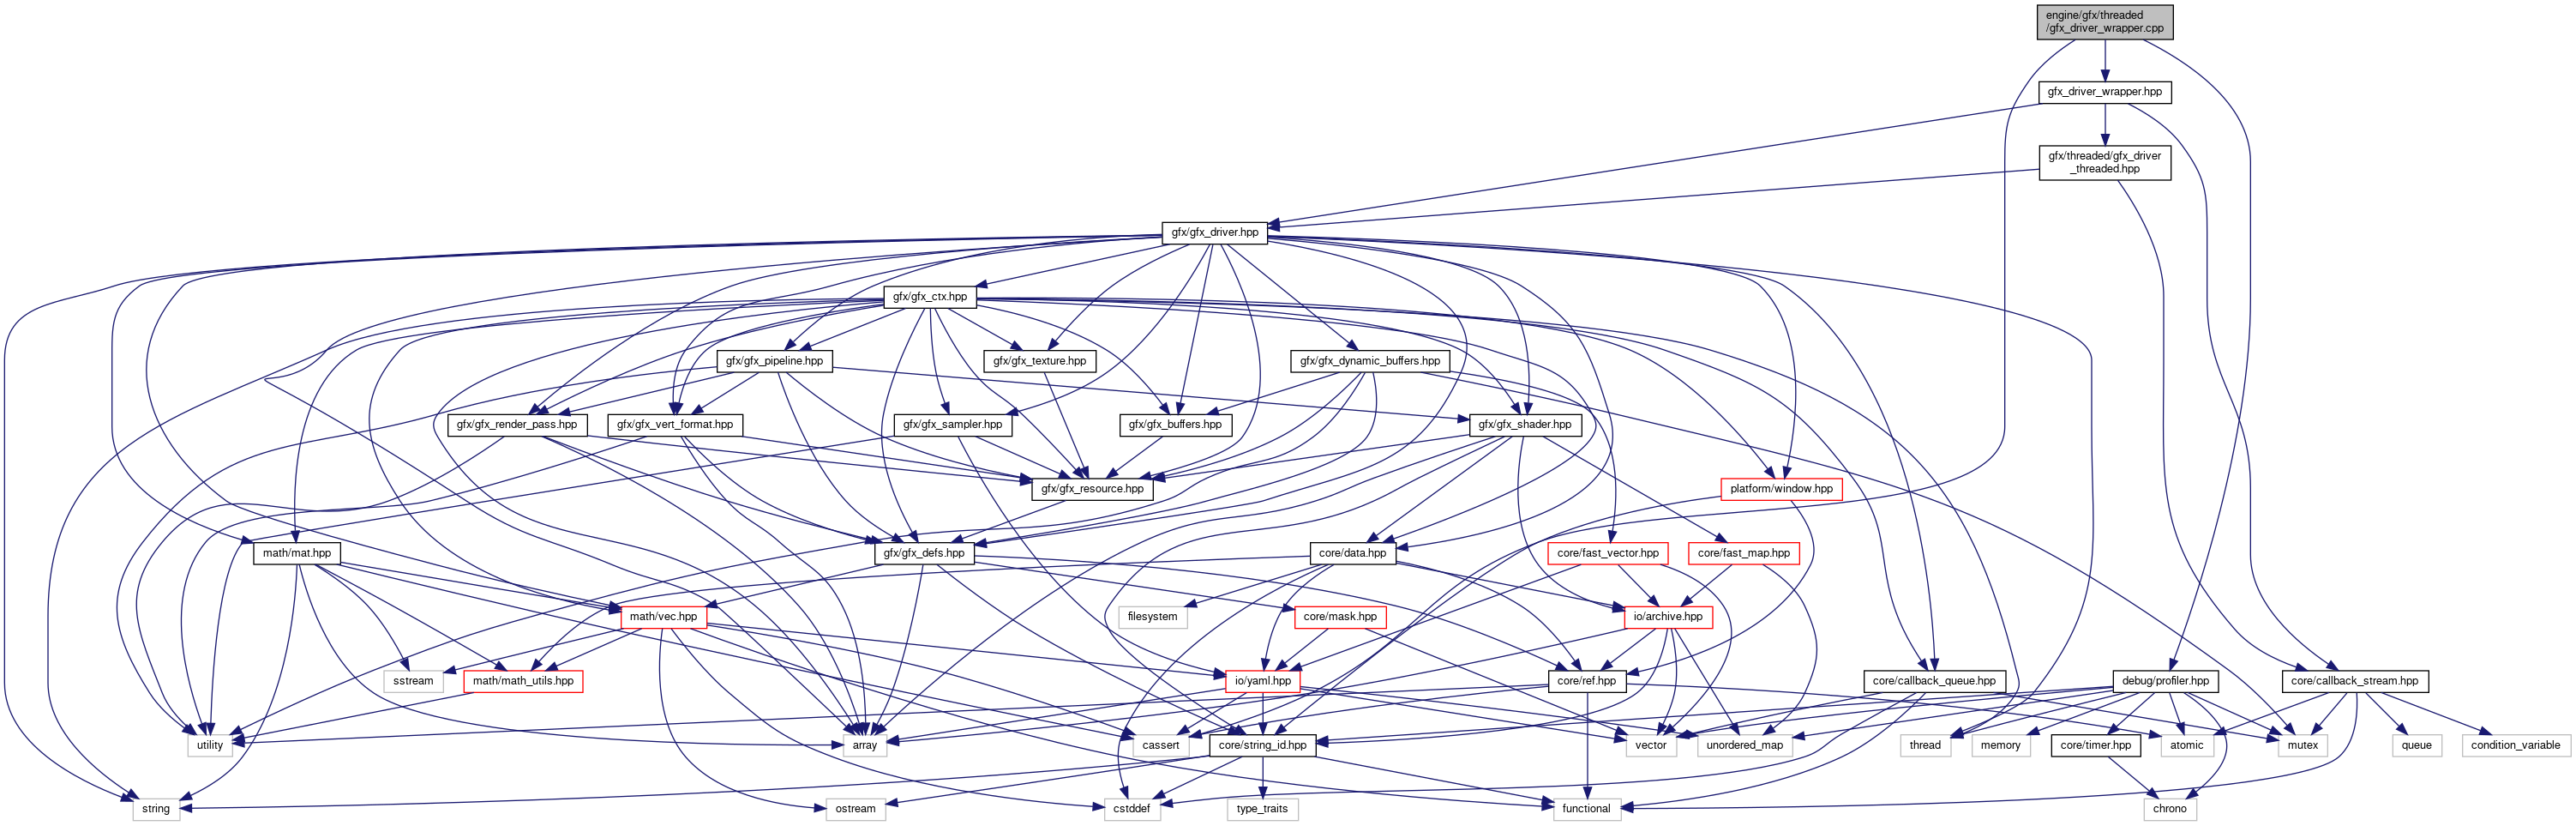 engine/gfx/threaded
/gfx_driver_wrapper.cpp
gfx_driver_wrapper.hpp
gfx/threaded/gfx_driver
_threaded.hpp
gfx/gfx_driver.hpp
gfx/gfx_ctx.hpp
gfx/gfx_pipeline.hpp
gfx/gfx_texture.hpp
gfx/gfx_dynamic_buffers.hpp
gfx/gfx_render_pass.hpp
gfx/gfx_vert_format.hpp
gfx/gfx_sampler.hpp
gfx/gfx_buffers.hpp
gfx/gfx_shader.hpp
gfx/gfx_resource.hpp
platform/window.hpp
math/mat.hpp
gfx/gfx_defs.hpp
core/data.hpp
core/fast_vector.hpp
core/fast_map.hpp
math/vec.hpp
filesystem
core/mask.hpp
io/archive.hpp
sstream
math/math_utils.hpp
io/yaml.hpp
core/ref.hpp
core/callback_queue.hpp
debug/profiler.hpp
core/callback_stream.hpp
utility
array
cassert
core/string_id.hpp
vector
unordered_map
thread
memory
core/timer.hpp
atomic
mutex
queue
condition_variable
string
ostream
cstddef
type_traits
functional
chrono